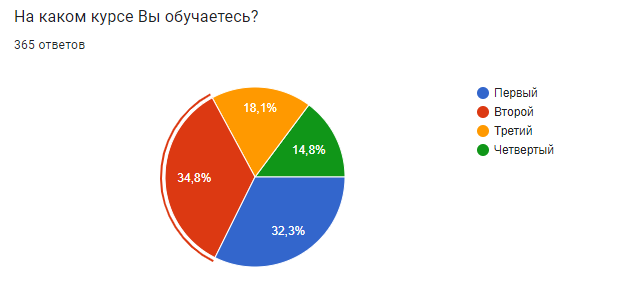 На каком курсе Вы обучаетесь?
365 ответов
18,1%
14,8%
34,8%
32,3%
Первый
Второй
Третий
Четвертый